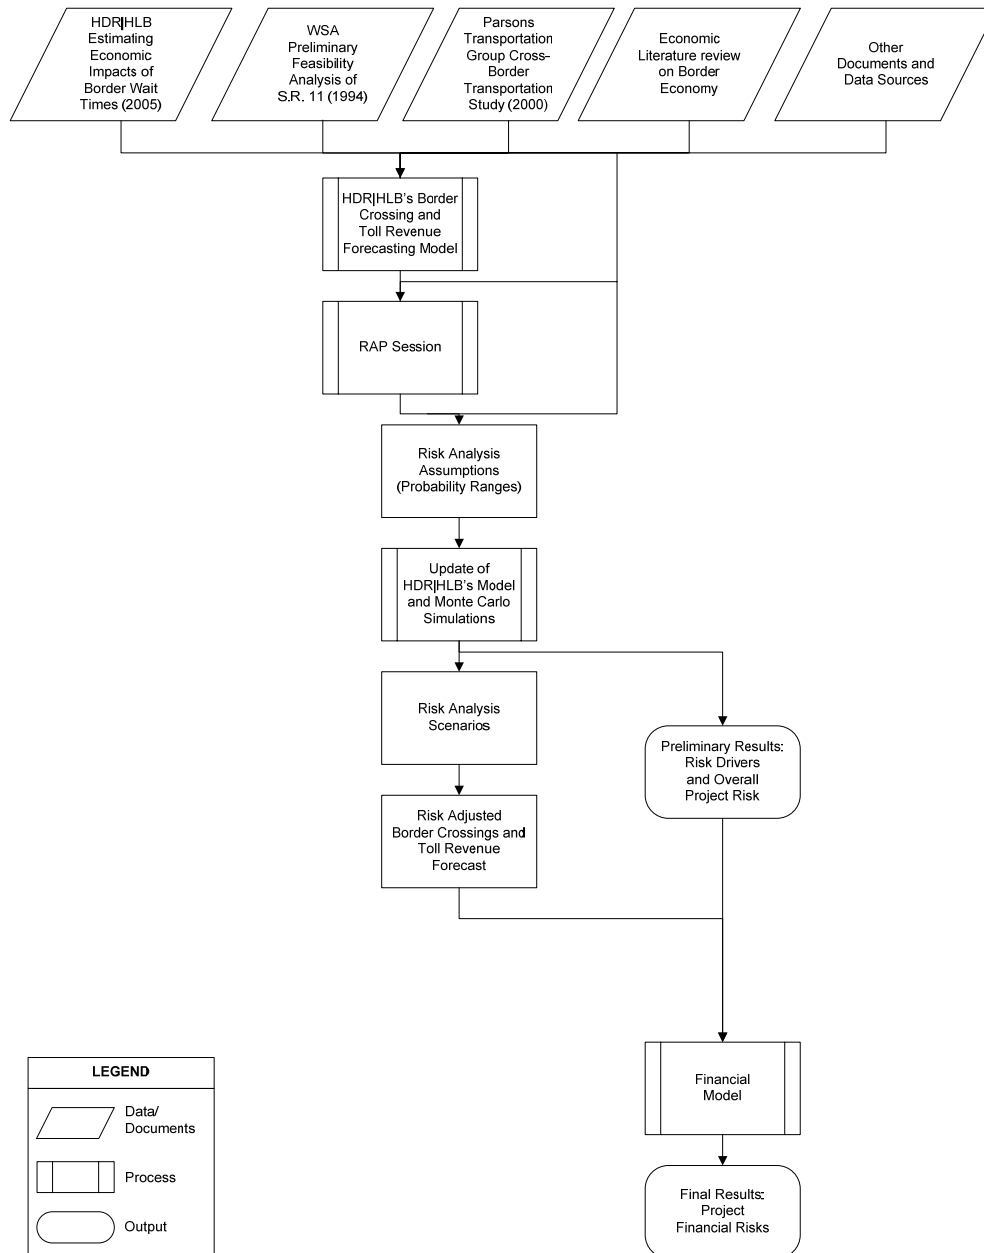 HDR|HLB
Estimating
Economic
Impacts of
Border Wait
Times (2005)
WSA
Preliminary
Feasibility
Analysis of
S.R. 11 (1994)
Parsons
Transportation
Group Cross-
Border
Transportation
Study (2000)
Economic
Literature review
on Border
Economy
Other
Documents and
Data Sources
HDR|HLB's Border
Crossing and
Toll Revenue
Forecasting Model
RAP Session
Risk Analysis
Assumptions
(Probability Ranges)
Update of
HDR|HLB's Model
and Monte Carlo
Simulations
Risk Analysis
Scenarios
Preliminary Results:
Risk Drivers
and Overall
Project Risk
Risk Adjusted
Border Crossings and
Toll Revenue
Forecast
Financial
Model
Final Results:
Project
Financial Risks
LEGEND
Data/
Documents
Process
Output